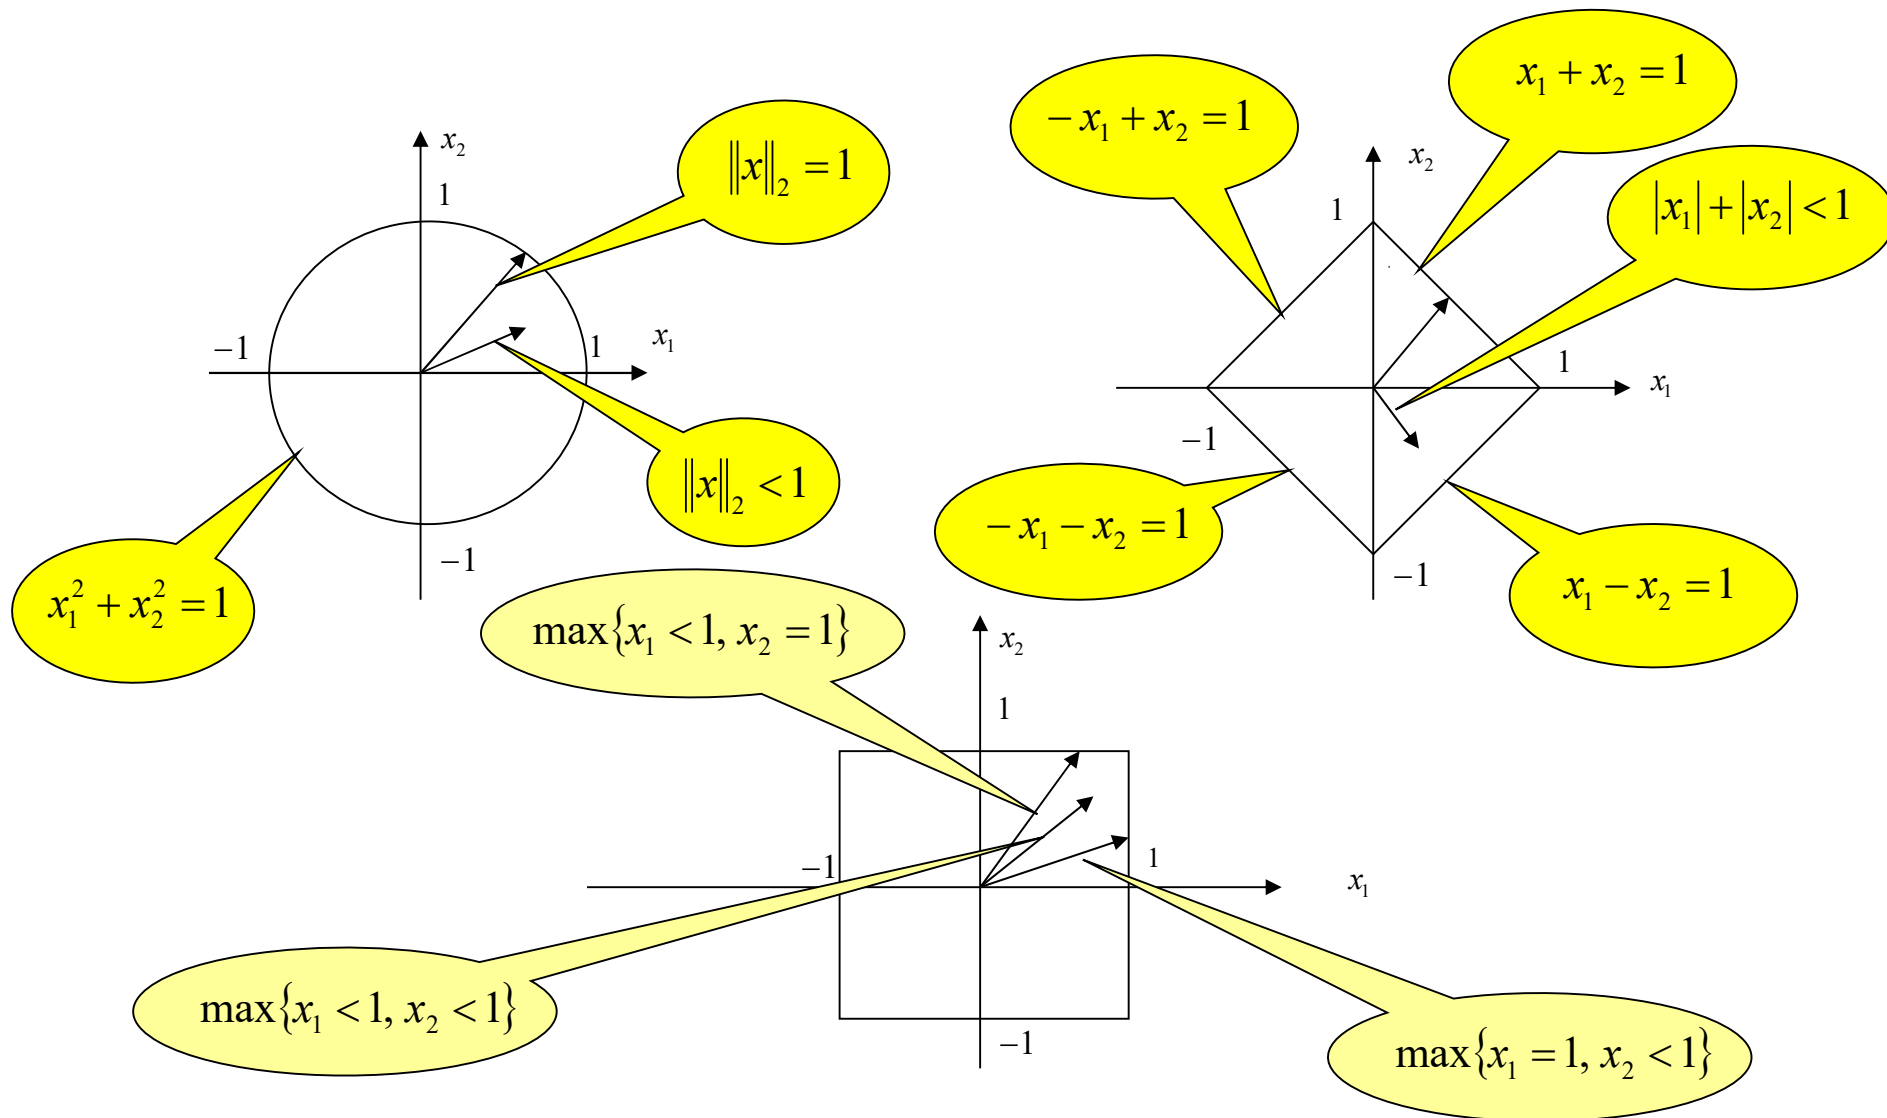 x₂
1
‖x‖₂ = 1
−1
1
x₁
‖x‖₂ < 1
−1
x₁² + x₂² = 1
−x₁ + x₂ = 1
x₁ + x₂ = 1
x₂
|x₁| + |x₂| < 1
1
1
x₁
−1
−x₁ − x₂ = 1
−1
x₁ − x₂ = 1
max{x₁ < 1, x₂ = 1}
x₂
1
−1
1
x₁
max{x₁ < 1, x₂ < 1}
−1
max{x₁ = 1, x₂ < 1}